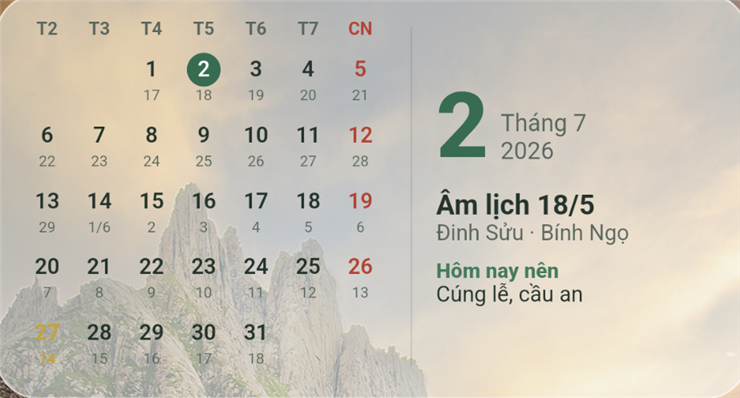 T2 T3 T4 T5 T6 T7 CN
1 2 3 4 5
17 18 19 20 21
6 7 8 9 10 11 12
22 23 24 25 26 27 28
13 14 15 16 17 18 19
29 1/6 2 3 4 5 6
20 21 22 23 24 25 26
7 8 9 10 11 12 13
27 28 29 30 31
14 15 16 17 18
2
Tháng 7
2026
Âm lịch 18/5
Đinh Sửu · Bính Ngọ
Hôm nay nên
Cúng lễ, cầu an